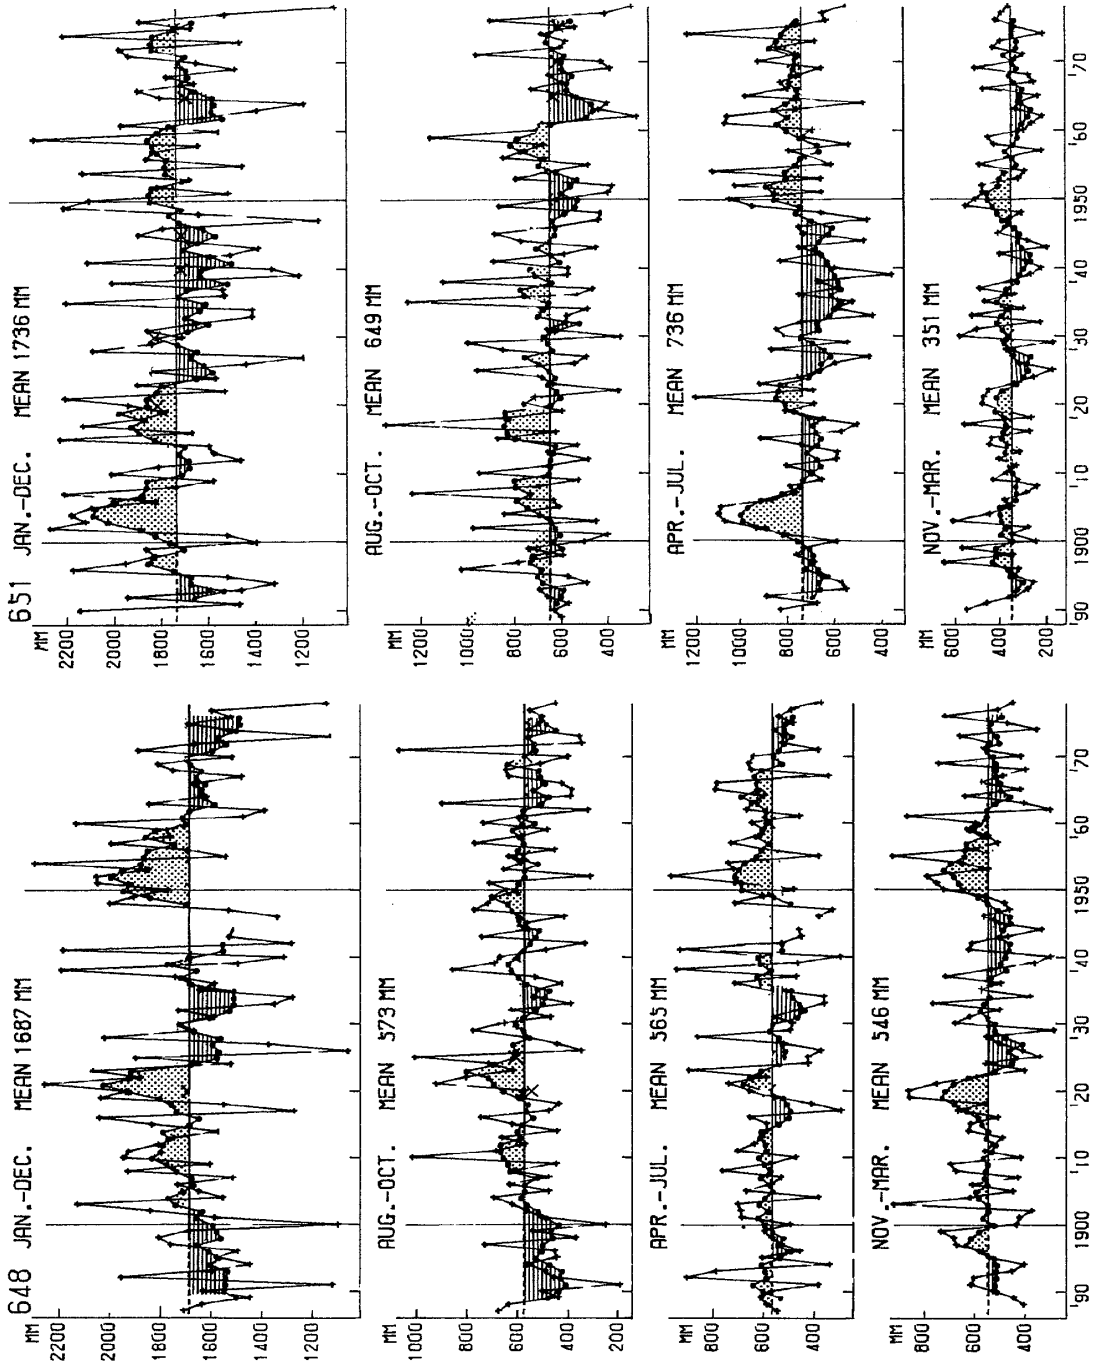 648 JAN.-DEC. MEAN 1687 MM
MM
2200
2000
1800
1600
1400
1200
AUG.-OCT. MEAN 573 MM
1000
800
600
400
200
APR.-JUL. MEAN 565 MM
MM
800
600
400
NOV.-MAR. MEAN 546 MM
MM
800
600
400
'90 1900 '10 '20 '30 '40 1950 '60 '70
651 JAN.-DEC. MEAN 1736 MM
MM
2200
2000
1800
1600
1400
1200
AUG.-OCT. MEAN 649 MM
MM
1200
1000
800
600
400
APR.-JUL. MEAN 736 MM
MM
1200
1000
800
600
400
NOV.-MAR. MEAN 351 MM
MM
600
400
200
'90 1900 '10 '20 '30 '40 1950 '60 '70